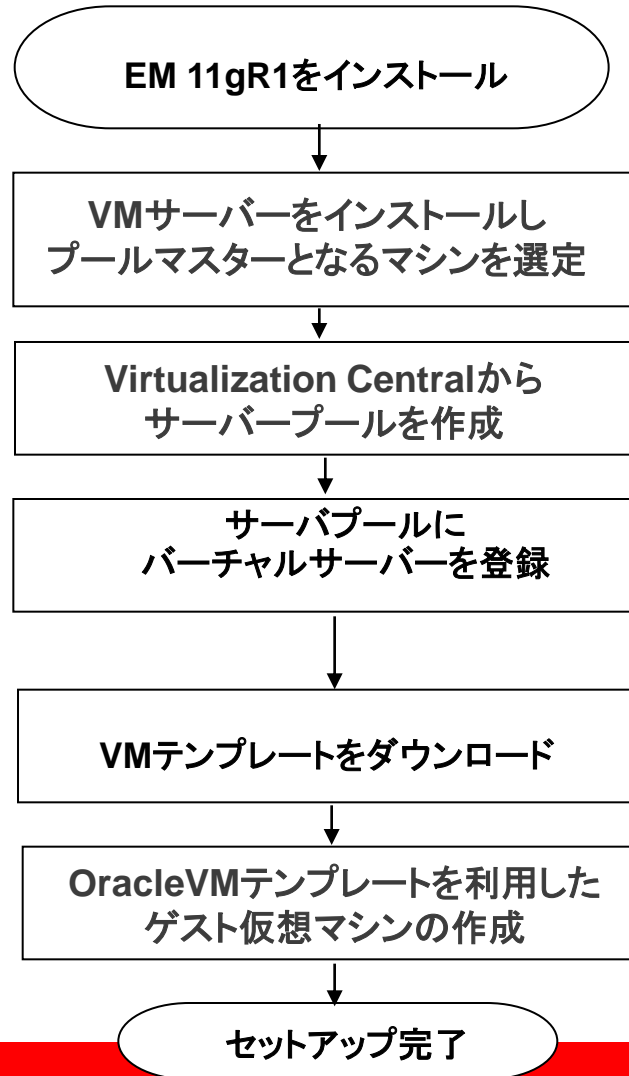 EM 11gR1をインストール
VMサーバーをインストールし
プールマスターとなるマシンを選定
Virtualization Centralから
サーバープールを作成
サーバプールに
バーチャルサーバーを登録
VMテンプレートをダウンロード
OracleVMテンプレートを利用した
ゲスト仮想マシンの作成
セットアップ完了